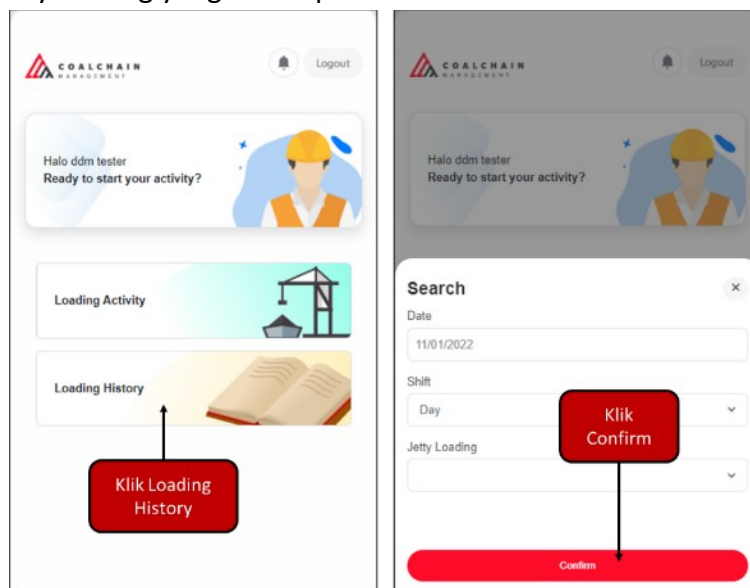 COALCHAIN
MANAGEMENT
Logout
Halo ddm tester
Ready to start your activity?
Loading Activity
Loading History
Klik Loading
History
COALCHAIN
MANAGEMENT
Logout
Halo ddm tester
Ready to start your activity?
Search
Date
11/01/2022
Shift
Day
Klik
Confirm
Jetty Loading
Confirm